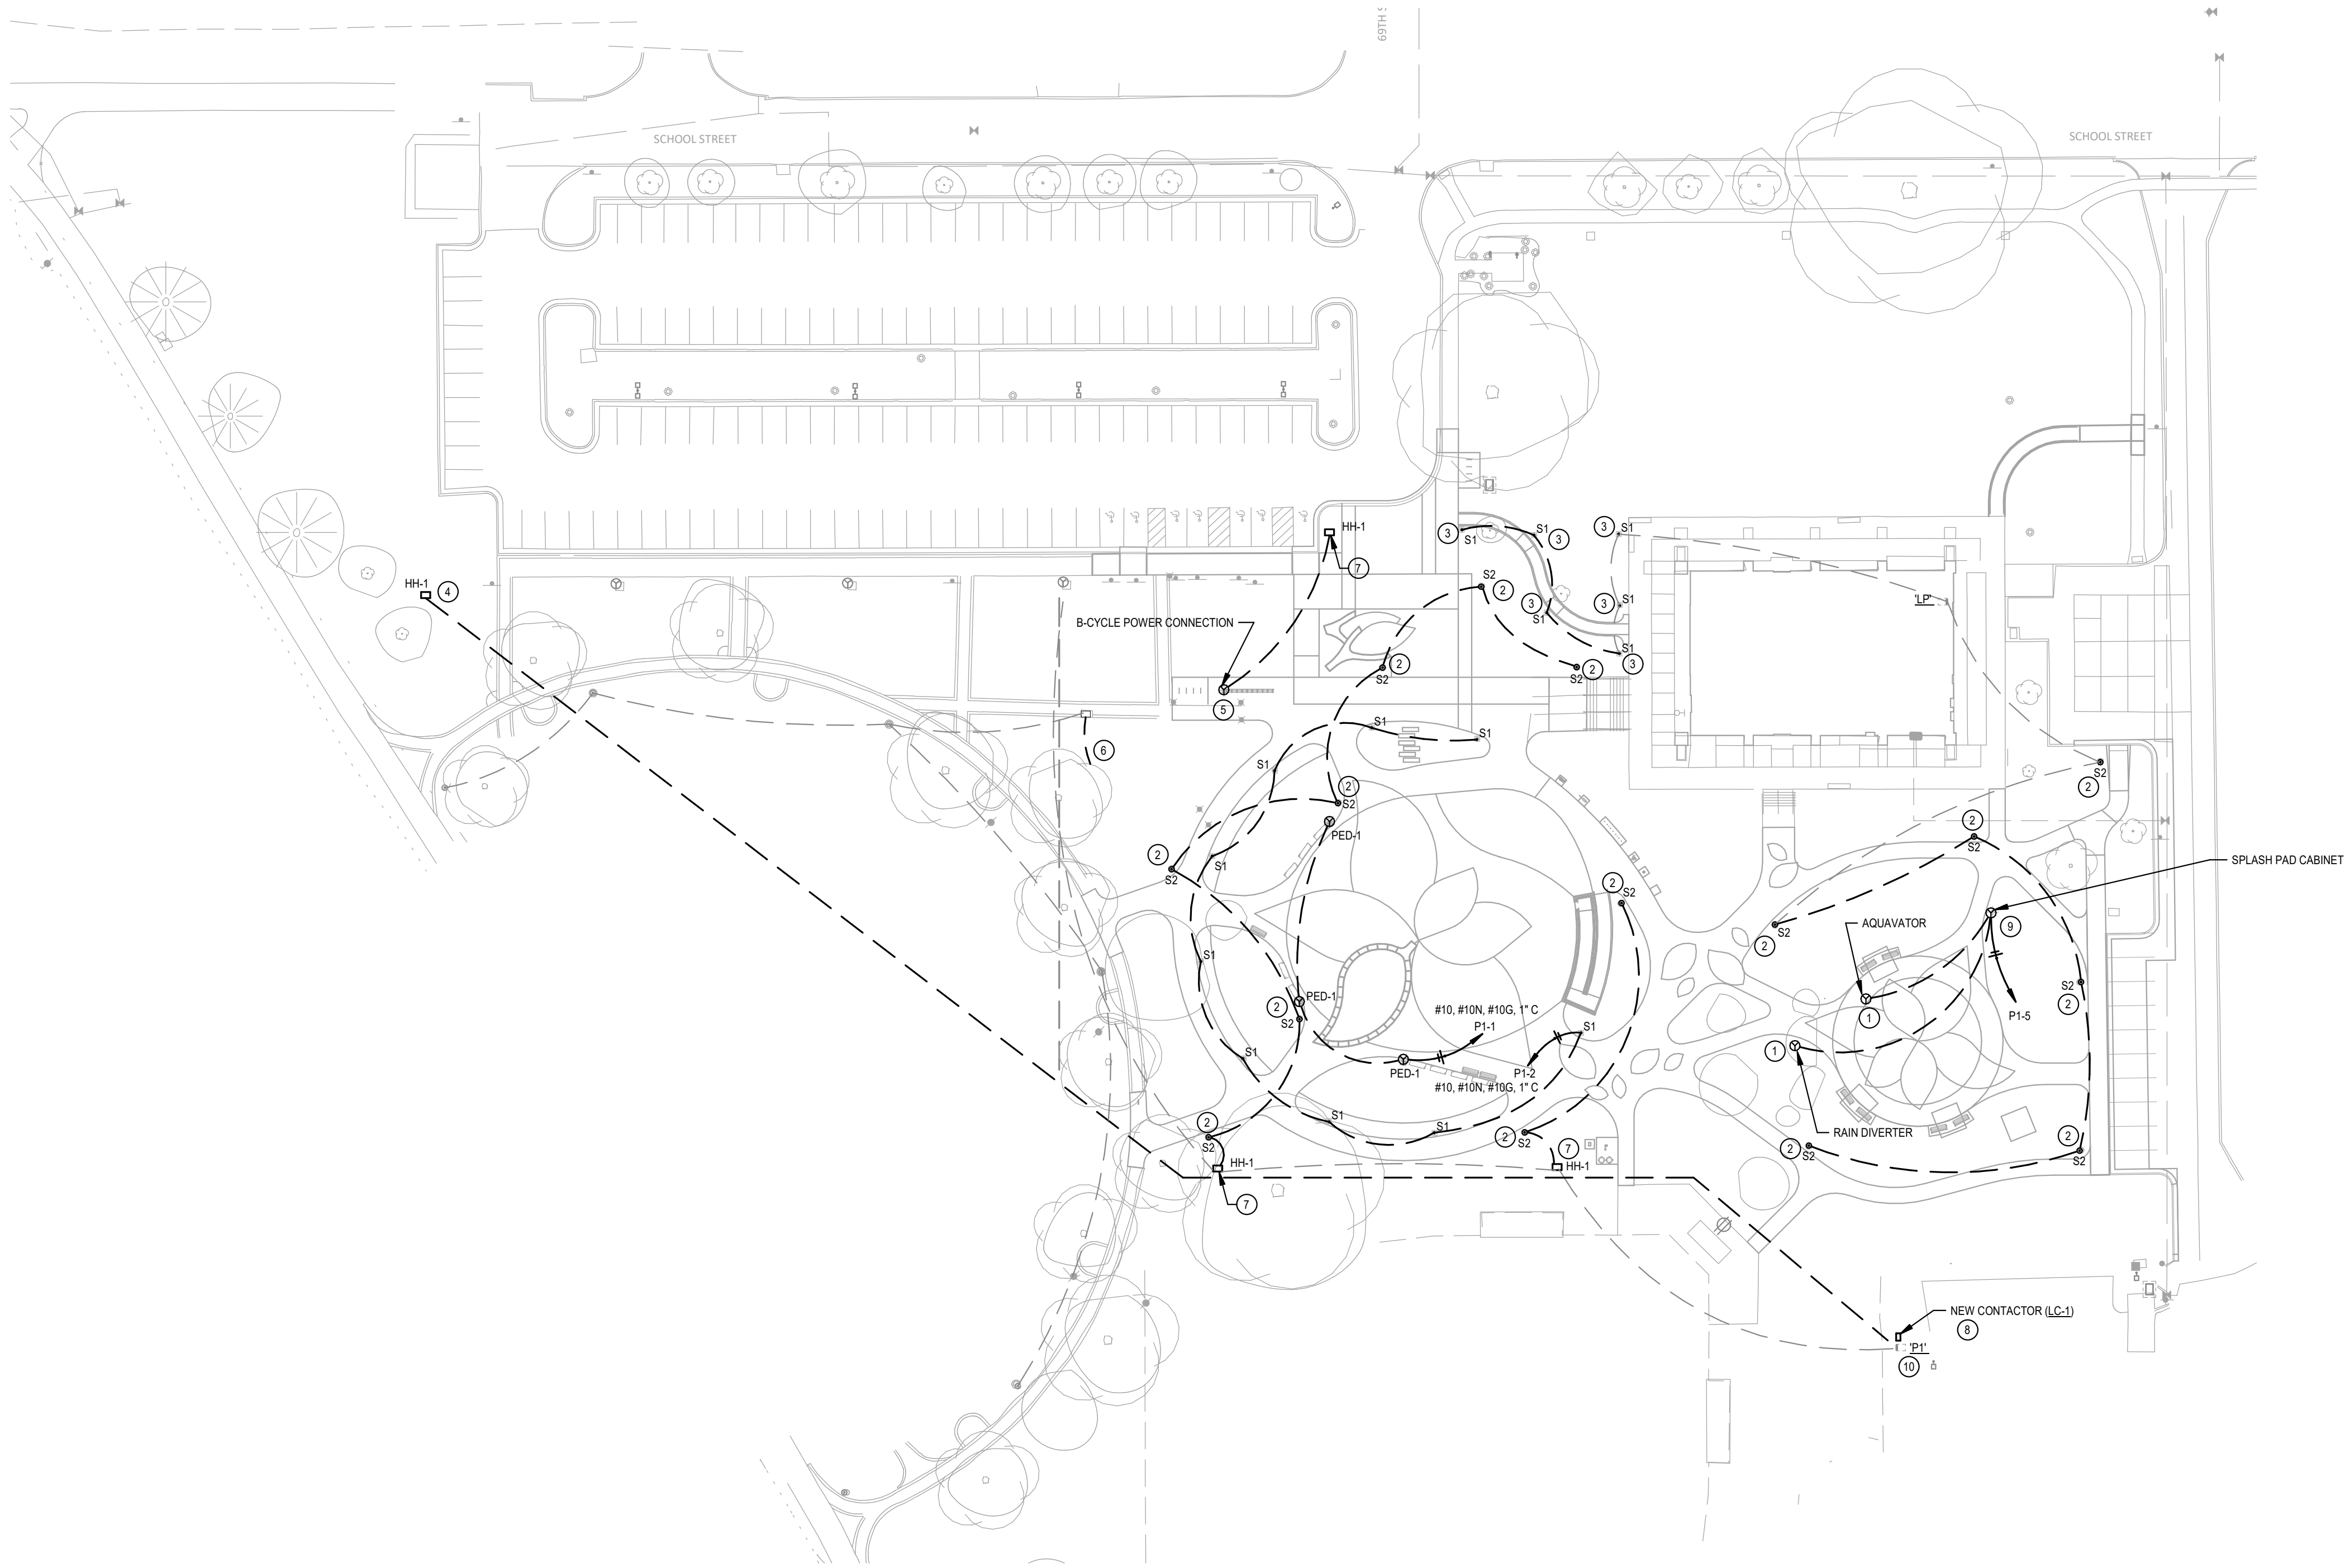 69TH S
SCHOOL STREET
SCHOOL STREET
HH-1
7
3
S1
S1
3
3
S1
HH-1
4
S2
2
3
S1
3
S1
'LP'
B-CYCLE POWER CONNECTION
S1
3
2
S2
2
S2
5
6
S1
S1
S1
2
S2
PED-1
S2
2
2
S2
2
S2
S1
2
S2
SPLASH PAD CABINET
2
S2
AQUAVATOR
9
2
S2
S1
PED-1
2
S2
1
P1-5
S2
2
#10, #10N, #10G, 1" C
P1-1
S1
1
S1
PED-1
P1-2
#10, #10N, #10G, 1" C
S1
S1
2
S2
2
S2
RAIN DIVERTER
2
S2
2
S2
HH-1
7
7
HH-1
NEW CONTACTOR (LC-1)
8
'P1'
10